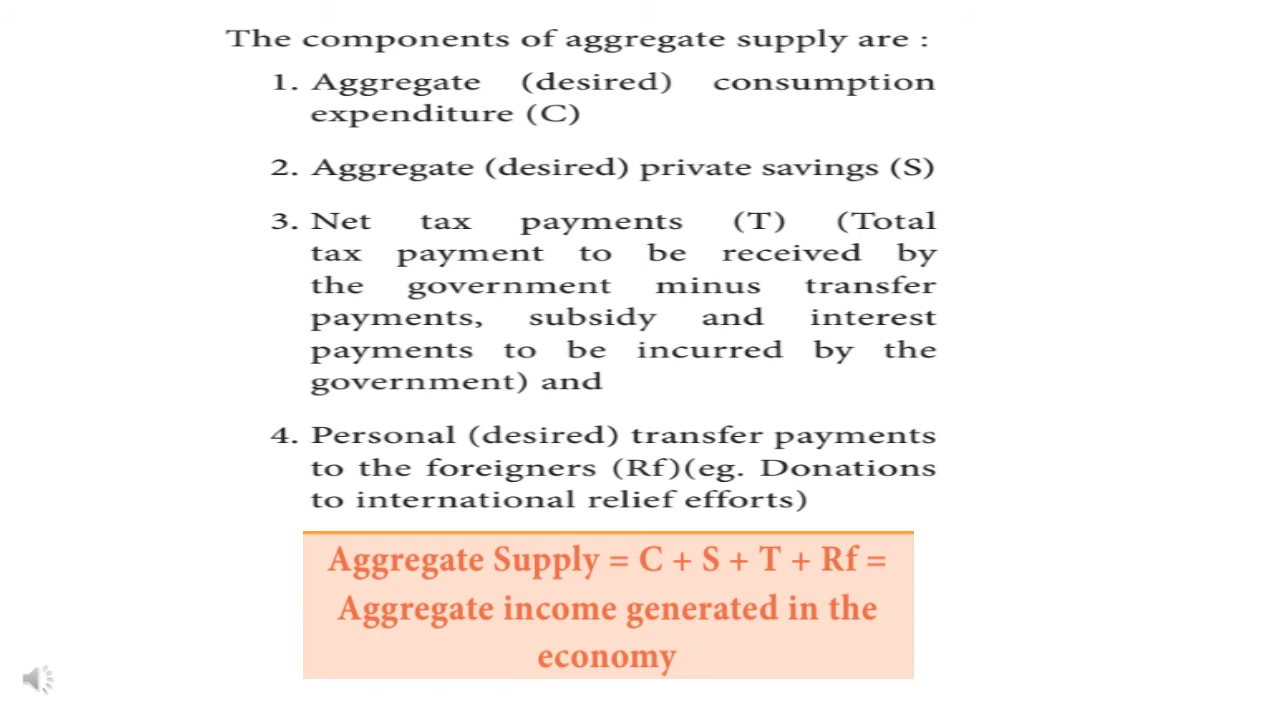 The components of aggregate supply are :
1. Aggregate (desired) consumption
expenditure (C)
2. Aggregate (desired) private savings (S)
3. Net tax payments (T) (Total
tax payment to be received by
the government minus transfer
payments, subsidy and interest
payments to be incurred by the
government) and
4. Personal (desired) transfer payments
to the foreigners (Rf)(eg. Donations
to international relief efforts)
Aggregate Supply = C + S + T + Rf =
Aggregate income generated in the
economy